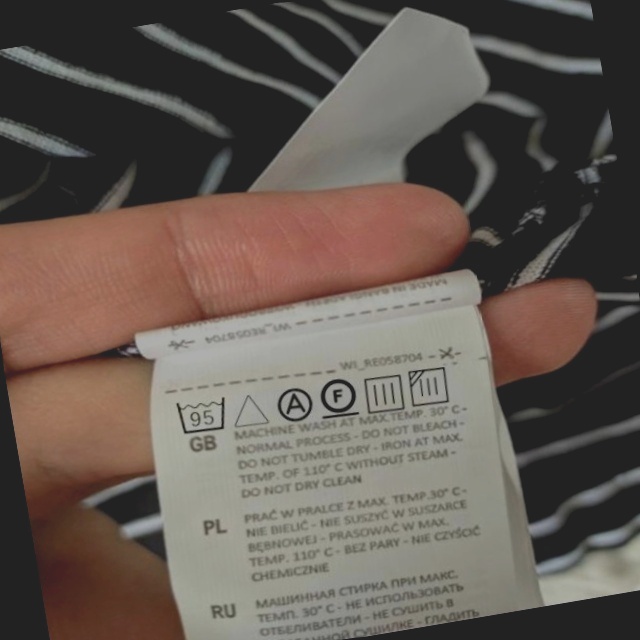 WI_RE058704
WI_RE058704
95 A F
GB MACHINE WASH AT MAX.TEMP. 30° C -
NORMAL PROCESS - DO NOT BLEACH -
DO NOT TUMBLE DRY - IRON AT MAX.
TEMP. OF 110° C WITHOUT STEAM -
DO NOT DRY CLEAN
PL PRAĆ W PRALCE Z MAX. TEMP.30° C -
NIE BIELIĆ - NIE SUSZYĆ W SUSZARCE
BĘBNOWEJ - PRASOWAĆ W MAX.
TEMP. 110° C - BEZ PARY - NIE CZYŚCIĆ
CHEMICZNIE
RU МАШИННАЯ СТИРКА ПРИ МАКС.
ТЕМП. 30° C - НЕ ИСПОЛЬЗОВАТЬ
ОТБЕЛИВАТЕЛИ - НЕ СУШИТЬ В
СУШИЛКЕ - ГЛАДИТЬ